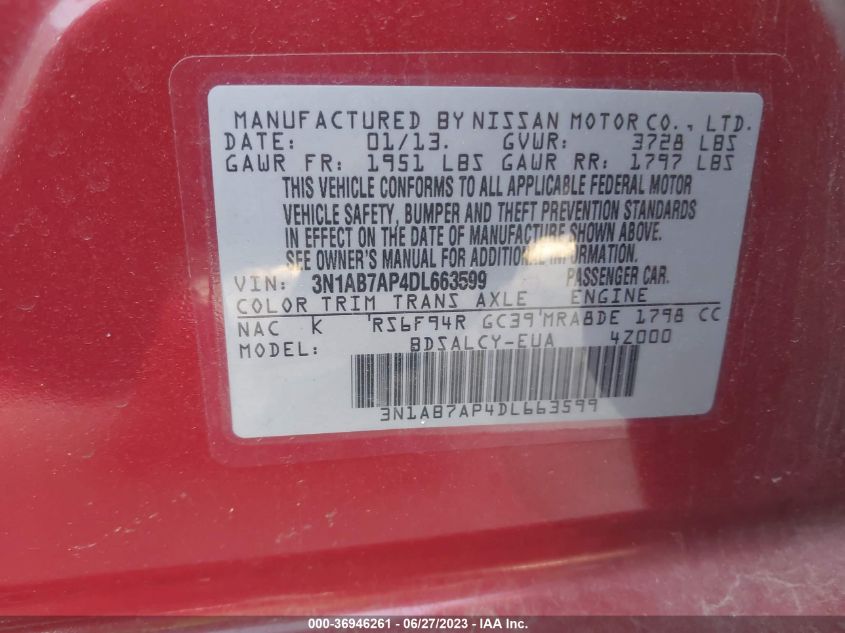 MANUFACTURED BY NISSAN MOTOR CO., LTD.
DATE: 01/13. GVWR: 3728 LBS
GAWR FR: 1951 LBS GAWR RR: 1797 LBS
THIS VEHICLE CONFORMS TO ALL APPLICABLE FEDERAL MOTOR
VEHICLE SAFETY, BUMPER AND THEFT PREVENTION STANDARDS
IN EFFECT ON THE DATE OF MANUFACTURE SHOWN ABOVE.
SEE OWNER'S MANUAL FOR ADDITIONAL INFORMATION.
VIN: 3N1AB7AP4DL663599 PASSENGER CAR.
COLOR TRIM TRANS AXLE ENGINE
NAC K RS6F94R GC39 MRA8DE 1798 CC
MODEL: BDSALCY-EUA 4Z000
3N1AB7AP4DL663599
000-36946261 - 06/27/2023 - IAAI.com